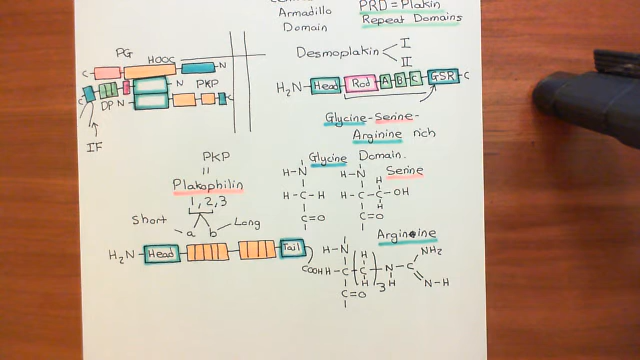 Armadillo
Domain
PRD = Plakin
Repeat Domains
Desmoplakin
I
II
H₂N
Head
Rod
A
B
C
GSR
C
Glycine-Serine-
Arginine rich
Domain.
PG
HOOC
C
N
N
PKP
C
DP
N
C
IF
PKP
=
Plakophilin
1, 2, 3
Short
a
b
Long
H₂N
Head
Tail
COOH
Glycine
H-N
H-C-H
C=O
Serine
H-N
H
H-C-C-OH
H
C=O
Arginine
H-N
H
H-C
C
N-C
NH₂
H
3
H
N-H
C=O